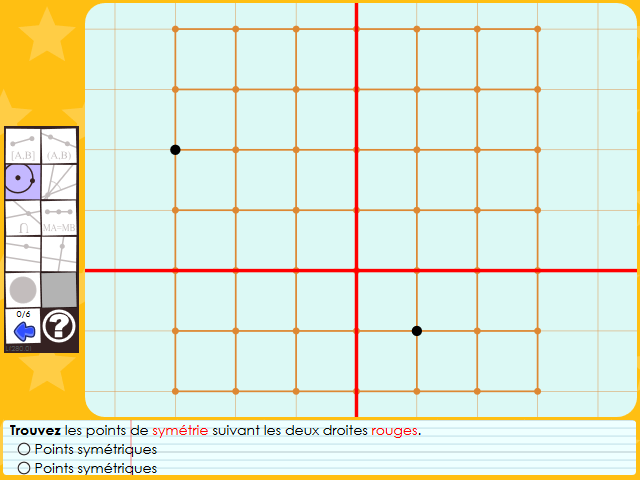 [A,B] (A,B)
∩ MA=MB
0/6
?
Trouvez les points de symétrie suivant les deux droites rouges.
Points symétriques
Points symétriques